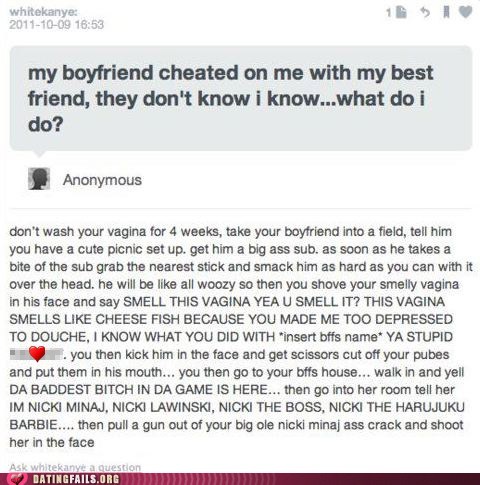 whitekanye:
2011-10-09 16:53
1
my boyfriend cheated on me with my best
friend, they don't know i know...what do i
do?
Anonymous
don't wash your vagina for 4 weeks, take your boyfriend into a field, tell him
you have a cute picnic set up. get him a big ass sub. as soon as he takes a
bite of the sub grab the nearest stick and smack him as hard as you can with it
over the head. he will be like all woozy so then you shove your smelly vagina
in his face and say SMELL THIS VAGINA YEA U SMELL IT? THIS VAGINA
SMELLS LIKE CHEESE FISH BECAUSE YOU MADE ME TOO DEPRESSED
TO DOUCHE, I KNOW WHAT YOU DID WITH *insert bffs name* YA STUPID
. you then kick him in the face and get scissors cut off your pubes
and put them in his mouth... you then go to your bffs house... walk in and yell
DA BADDEST BITCH IN DA GAME IS HERE... then go into her room tell her
IM NICKI MINAJ, NICKI LAWINSKI, NICKI THE BOSS, NICKI THE HARUJUKU
BARBIE.... then pull a gun out of your big ole nicki minaj ass crack and shoot
her in the face
Ask whitekanye a question
DATINGFAILS.ORG